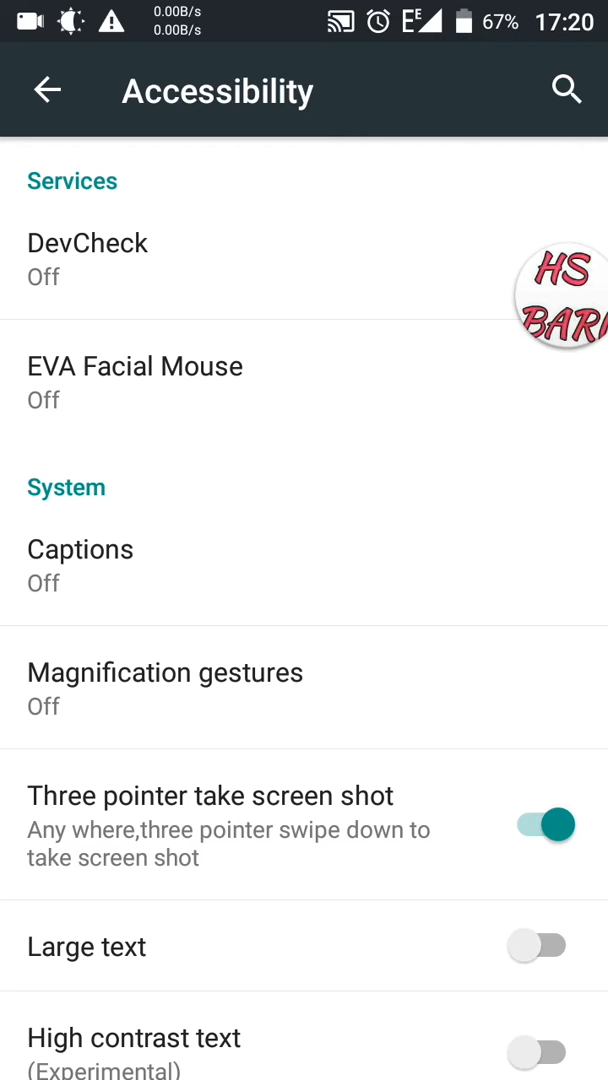 0.00B/s
0.00B/s
E E 67% 17:20
Accessibility
Services
DevCheck
Off
HS
EVA Facial Mouse
Off
System
Captions
Off
Magnification gestures
Off
Three pointer take screen shot
Any where,three pointer swipe down to
take screen shot
Large text
High contrast text
(Experimental)